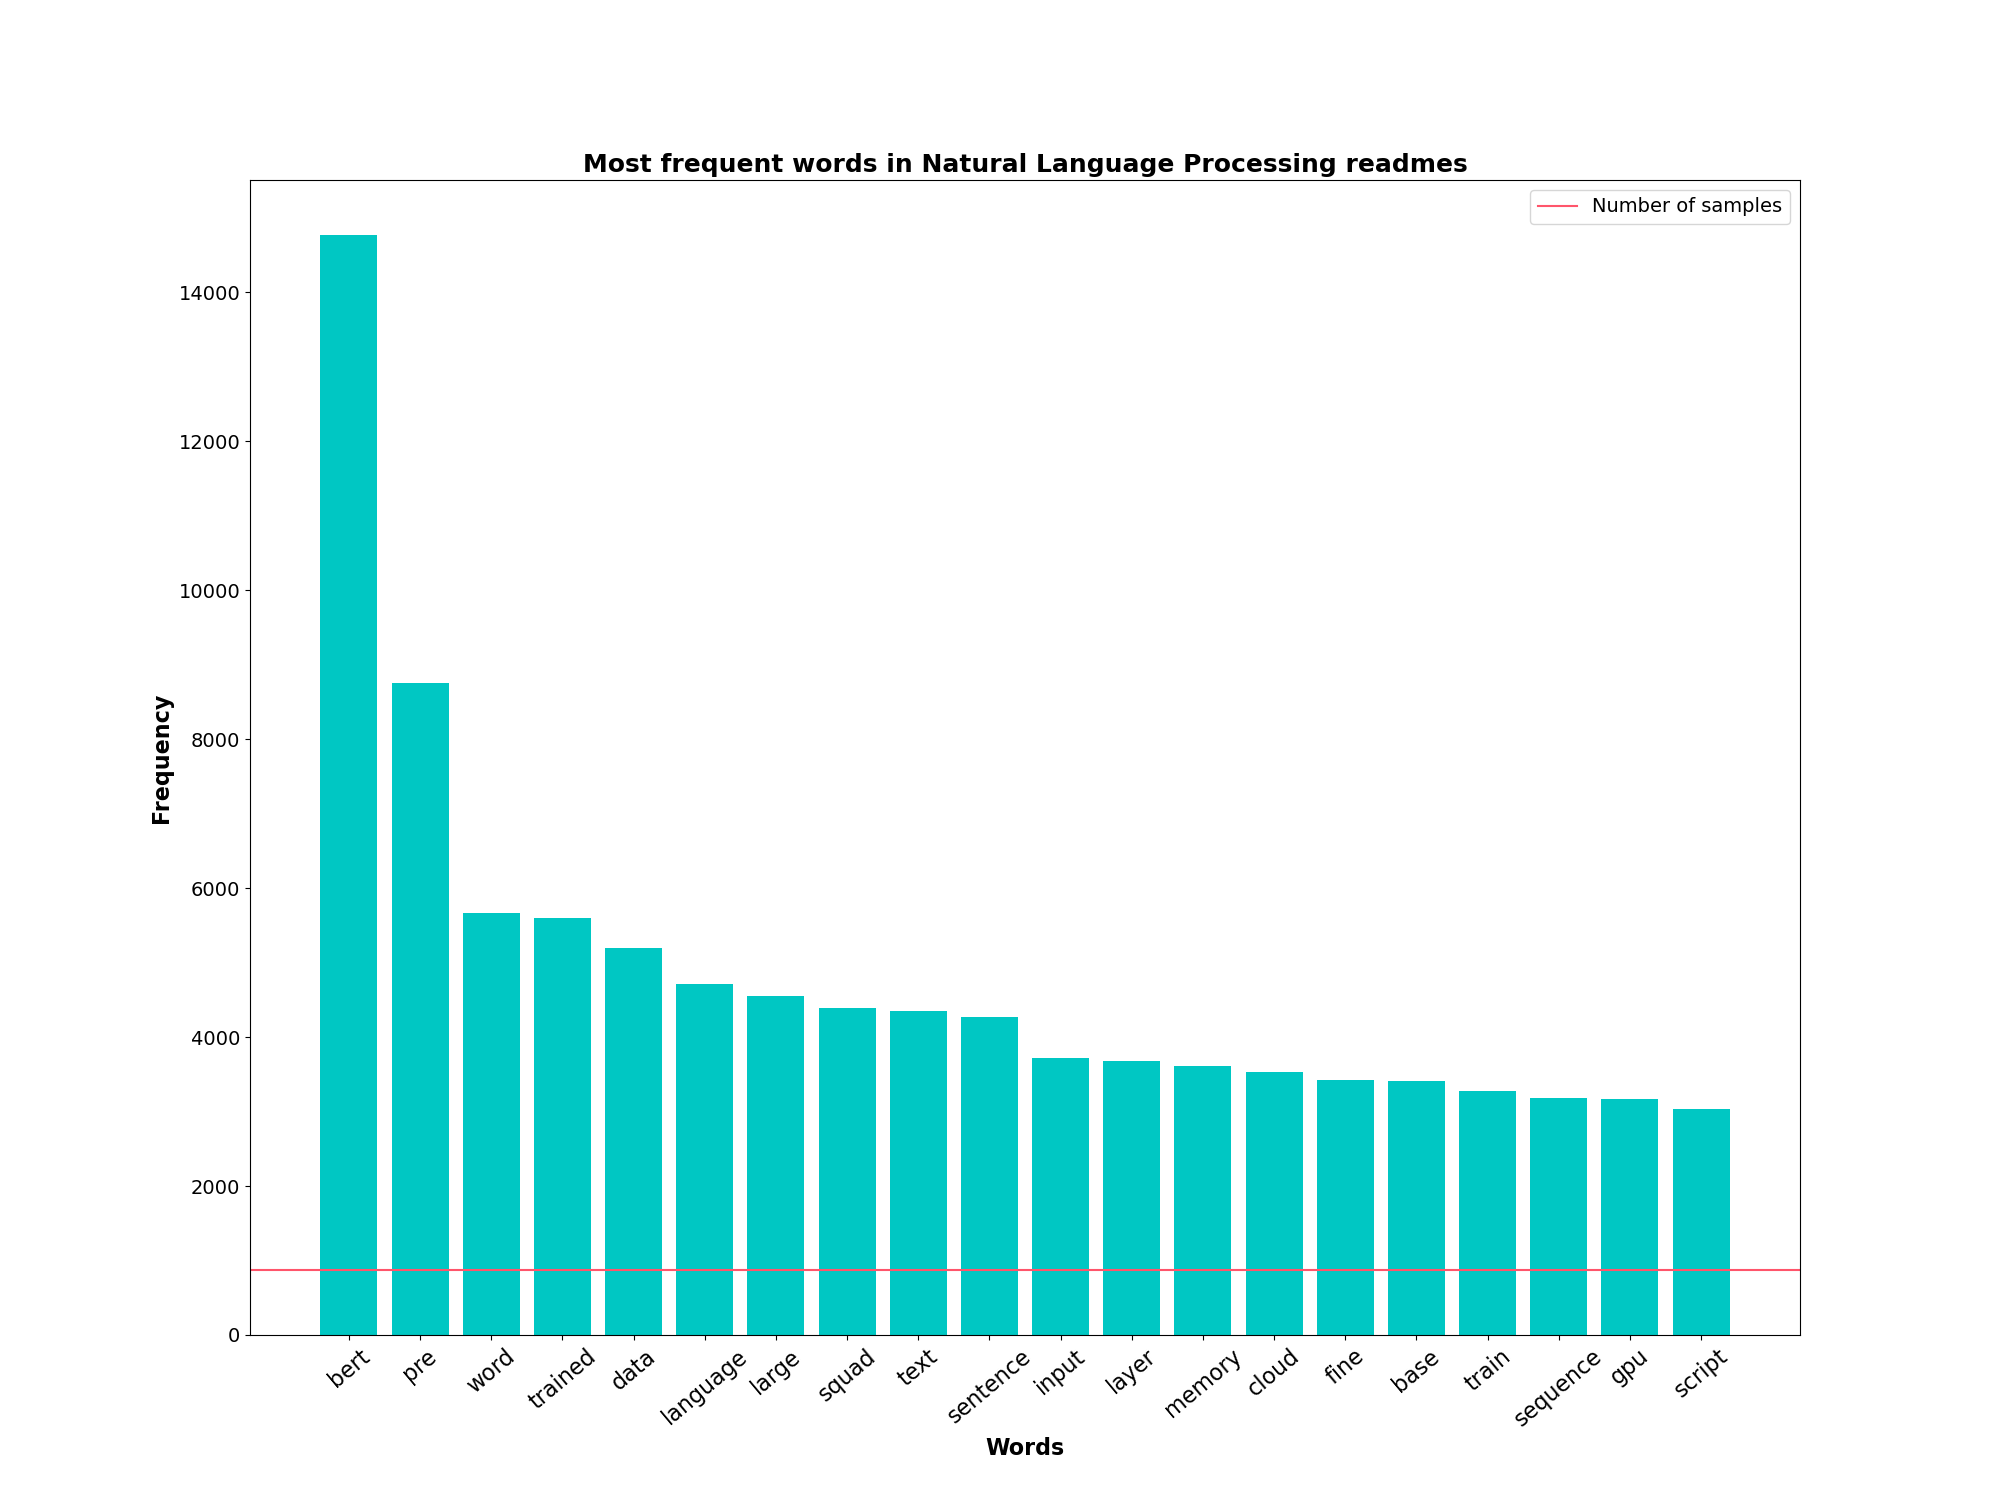 Most frequent words in Natural Language Processing readmes
Number of samples
Frequency
14000
12000
10000
8000
6000
4000
2000
0
bert
pre
word
trained
data
language
large
squad
text
sentence
input
layer
memory
cloud
fine
base
train
sequence
gpu
script
Words